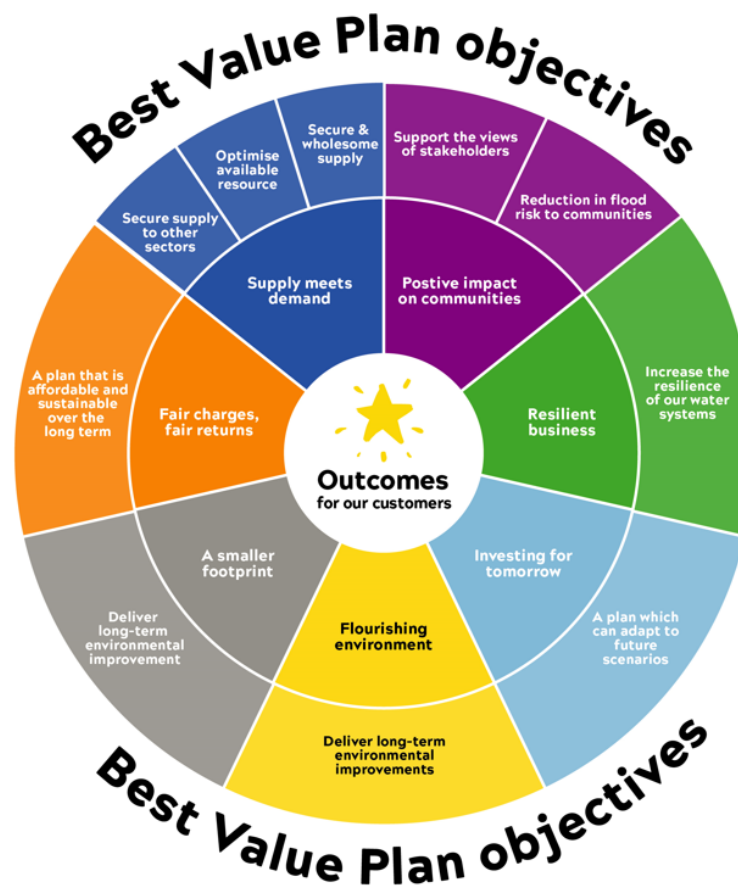 Best Value Plan objectives
Secure &
wholesome
supply
Support the views
of stakeholders
Optimise
available
resource
Reduction in flood
risk to communities
Secure supply
to other
sectors
Supply meets
demand
Postive impact
on communities
A plan that is
affordable and
sustainable
over the
long term
Increase the
resilience
of our water
systems
Fair charges,
fair returns
Resilient
business
Outcomes
for our customers
A smaller
footprint
Investing for
tomorrow
Deliver
long-term
environmental
improvement
A plan which
can adapt to
future
scenarios
Flourishing
environment
Deliver long-term
environmental
improvements
Best Value Plan objectives